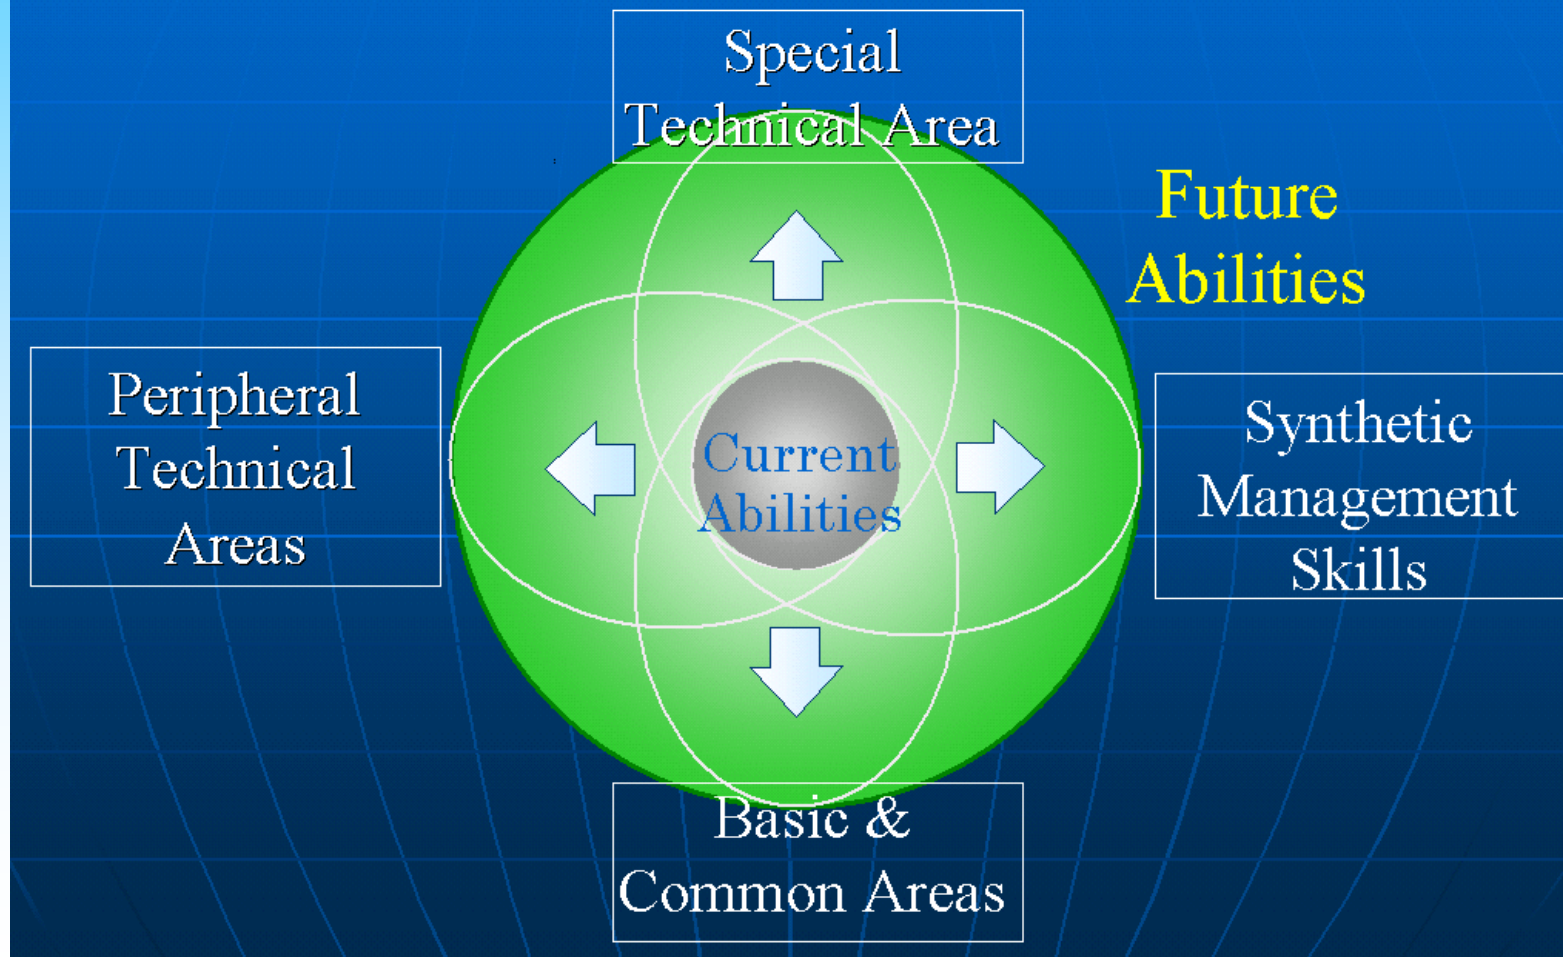 Special
Technical Area
Future
Abilities
Peripheral
Technical
Areas
Current
Abilities
Synthetic
Management
Skills
Basic &
Common Areas